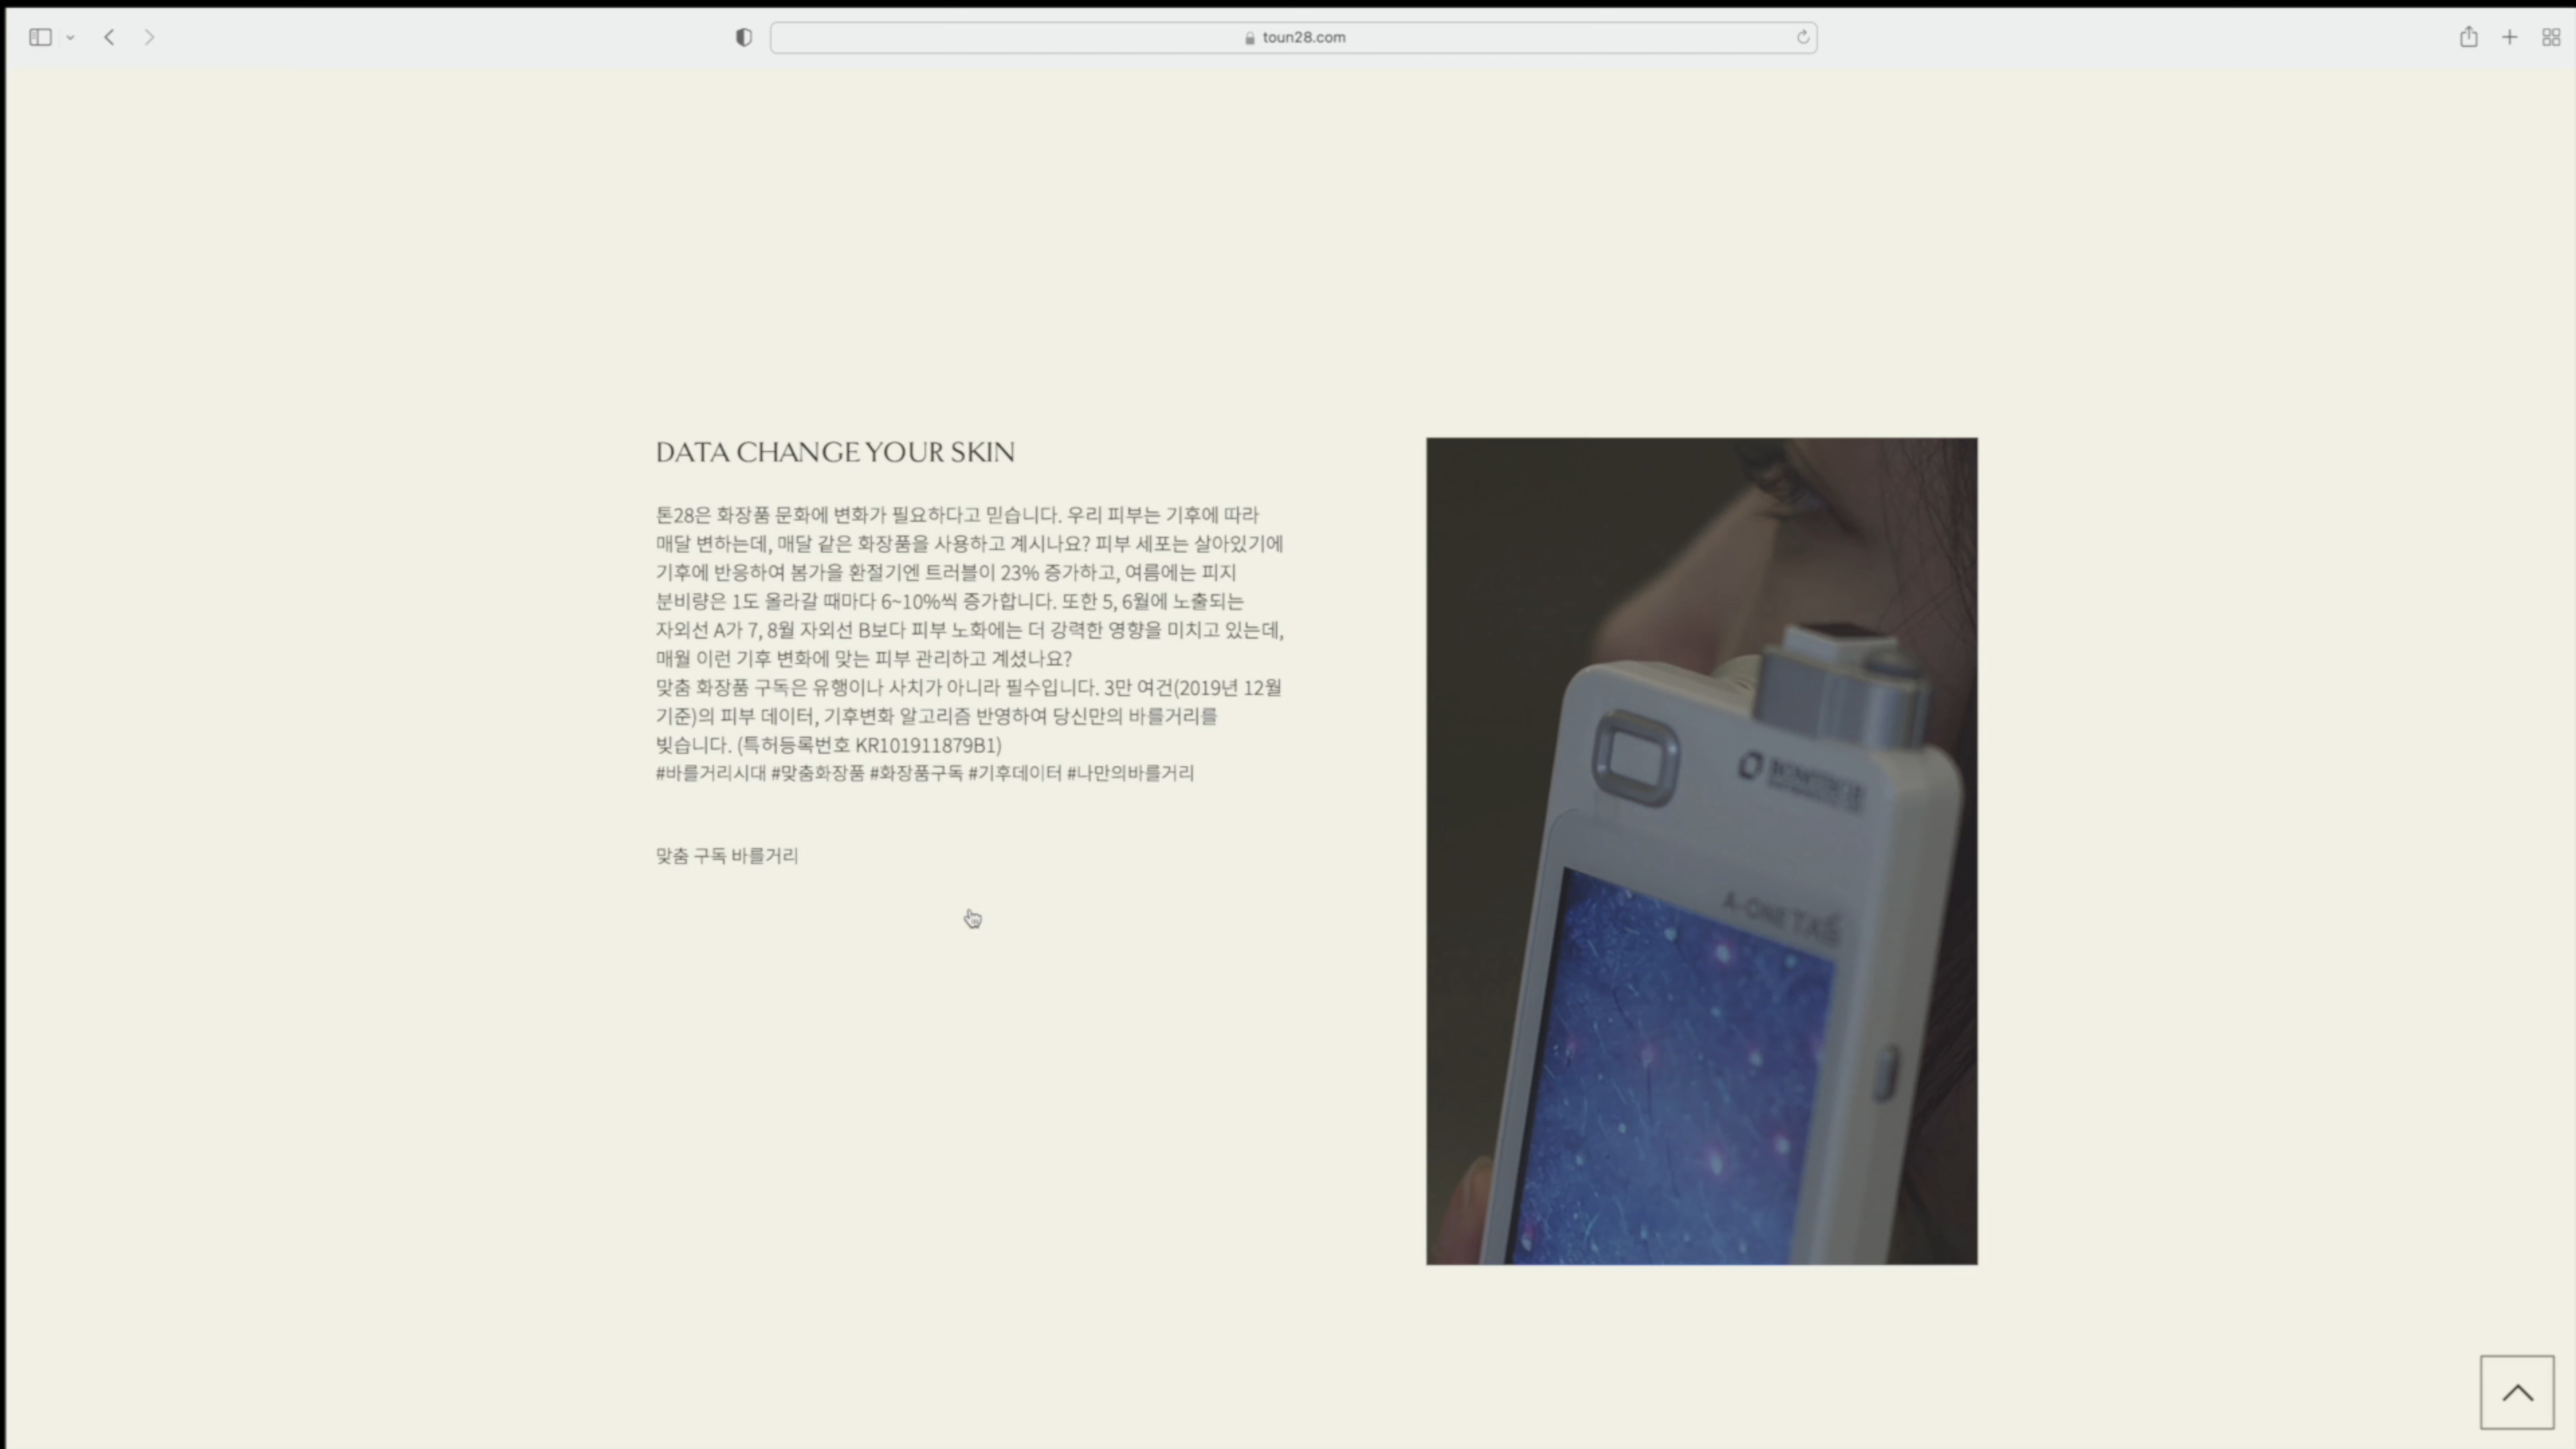 toun28.com
DATA CHANGE YOUR SKIN
톤28은 화장품 문화에 변화가 필요하다고 믿습니다. 우리 피부는 기후에 따라
매달 변하는데, 매달 같은 화장품을 사용하고 계시나요? 피부 세포는 살아있기에
기후에 반응하여 봄가을 환절기엔 트러블이 23% 증가하고, 여름에는 피지
분비량은 1도 올라갈 때마다 6~10%씩 증가합니다. 또한 5, 6월에 노출되는
자외선 A가 7, 8월 자외선 B보다 피부 노화에는 더 강력한 영향을 미치고 있는데,
매월 이런 기후 변화에 맞는 피부 관리하고 계셨나요?
맞춤 화장품 구독은 유행이나 사치가 아니라 필수입니다. 3만 여건(2019년 12월
기준)의 피부 데이터, 기후변화 알고리즘 반영하여 당신만의 바를거리를
빚습니다. (특허등록번호 KR101911879B1)
#바를거리시대 #맞춤화장품 #화장품구독 #기후데이터 #나만의바를거리
맞춤 구독 바를거리
A-ONE TAB